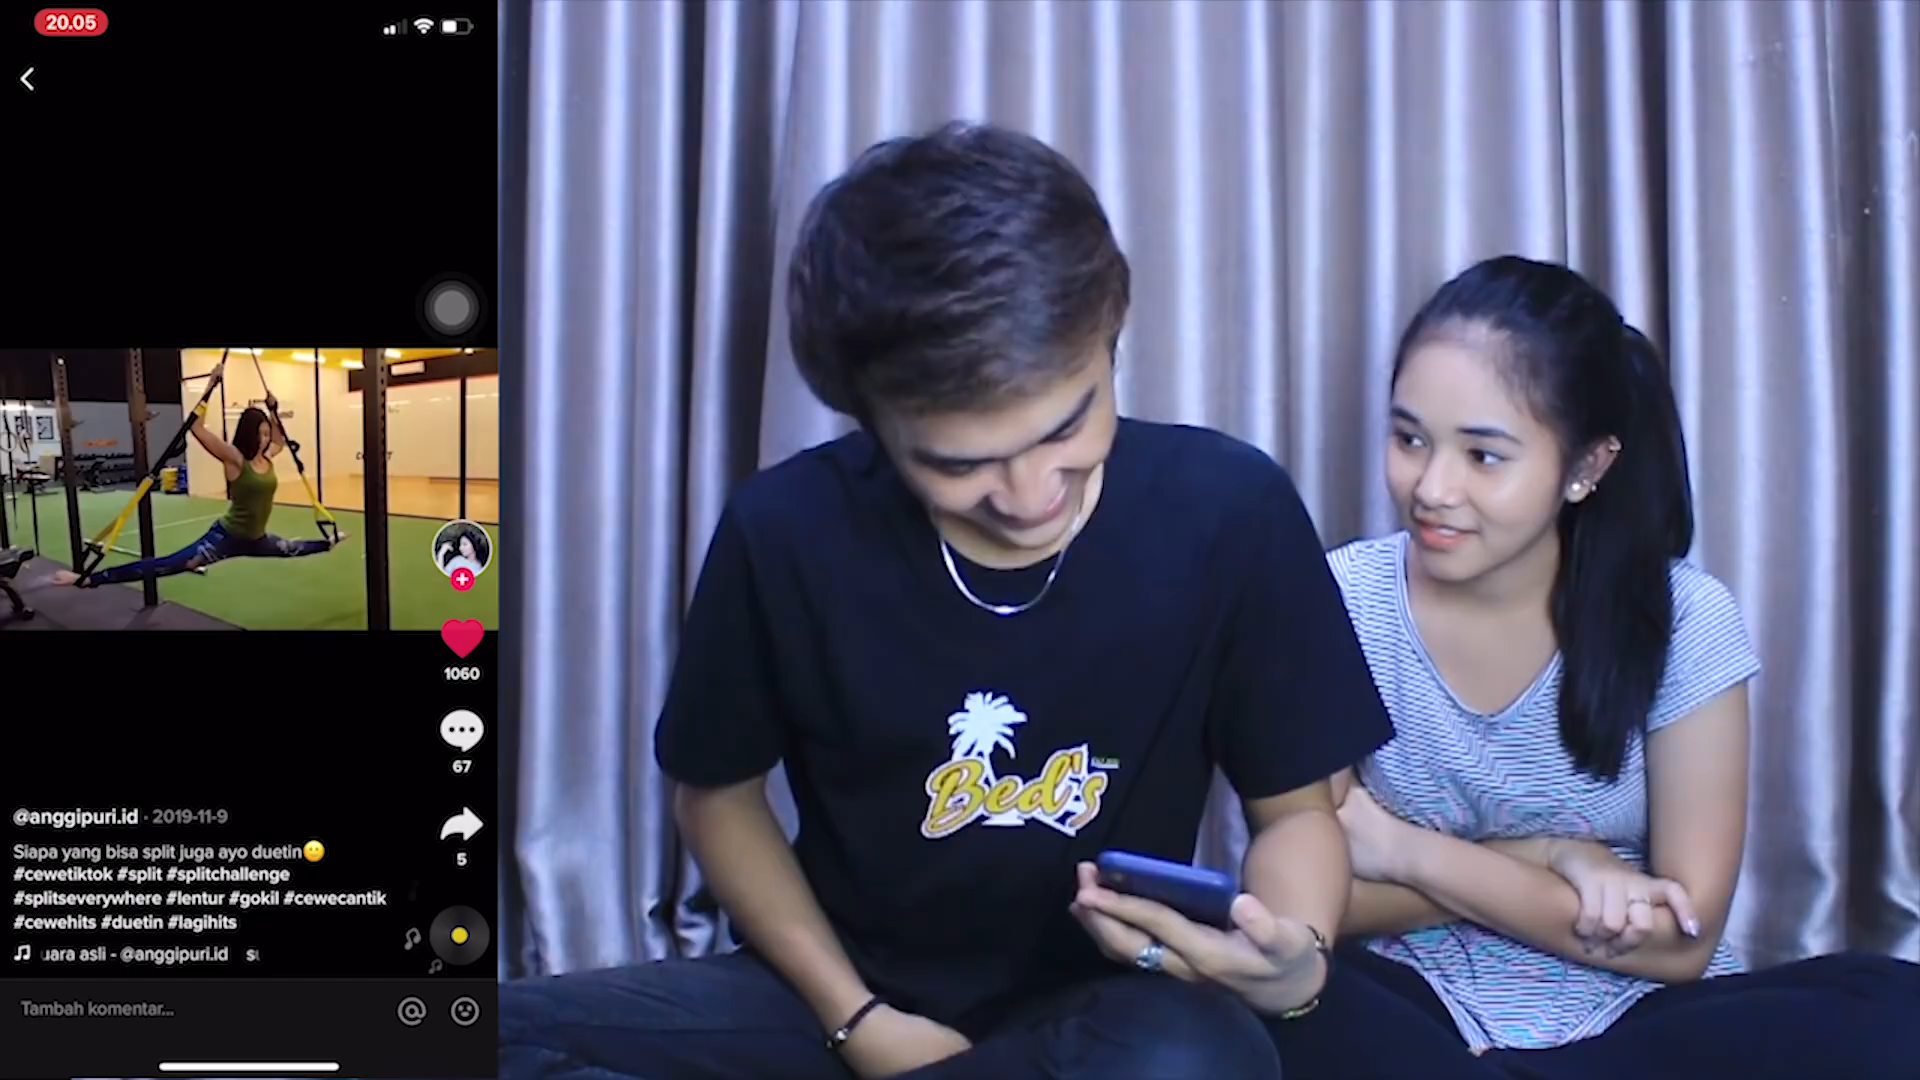 20.05
1060
67
5
@anggipuri.id · 2019-11-9
Siapa yang bisa split juga ayo duetin
#cewetiktok #split #splitchallenge
#splitseverywhere #lentur #gokil #cewecantik
#cewehits #duetin #lagihits
uara asli - @anggipuri.id su
Tambah komentar...
Bed's